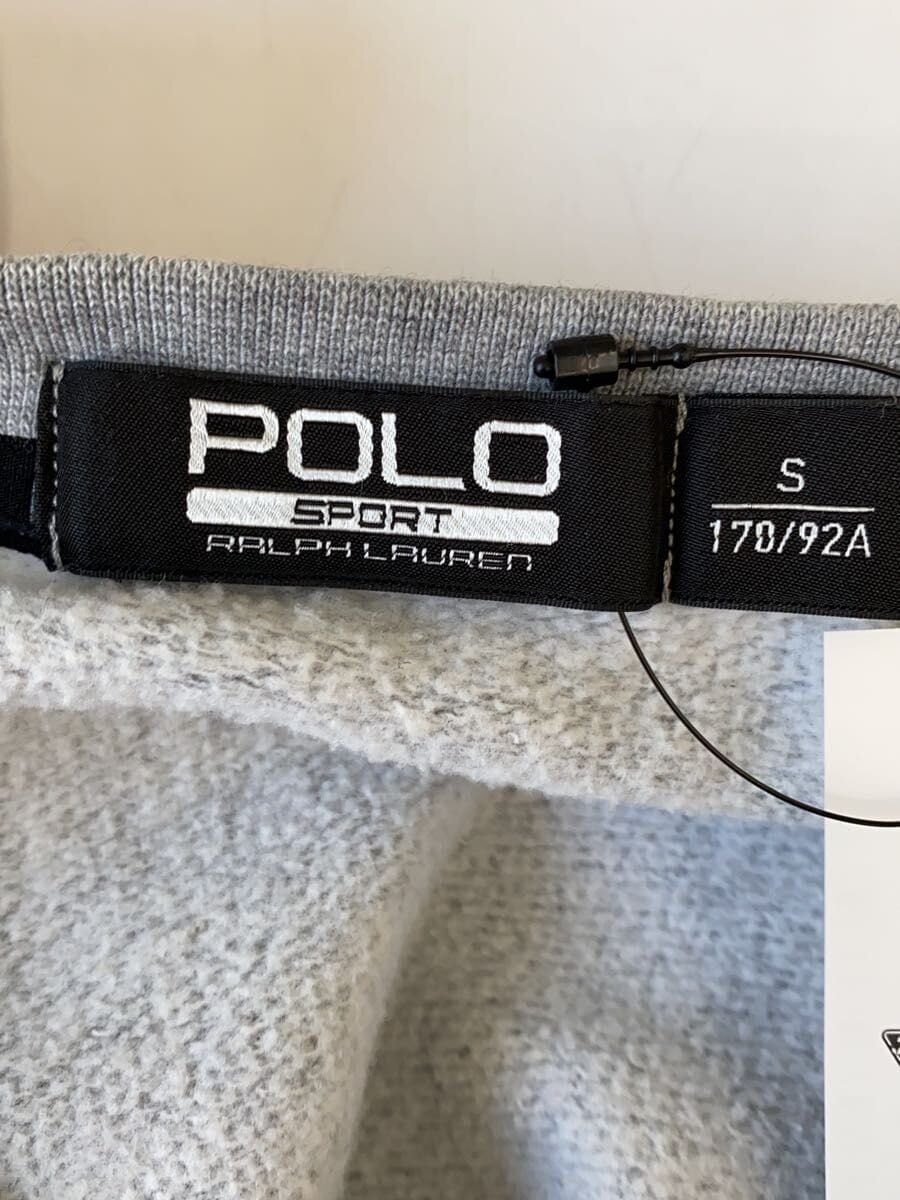 POLO
SPORT
RALPH LAUREN
S
170/92A